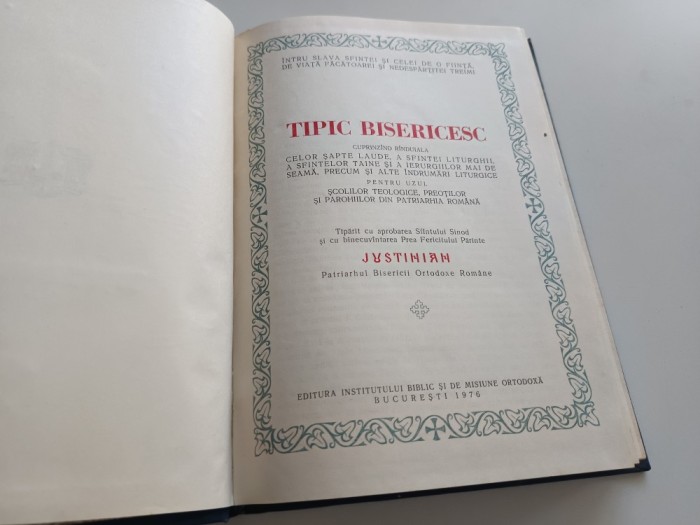 ÎNTRU SLAVA SFINTEI ȘI CELEI DE O FIINȚĂ,
DE VIAȚĂ FĂCĂTOAREI ȘI NEDESPĂRȚITEI TREIMI
TIPIC BISERICESC
CUPRINZÎND RÎNDUIALA
CELOR ȘAPTE LAUDE, A SFINTEI LITURGHII,
A SFINTELOR TAINE ȘI A IERURGIILOR MAI DE
SEAMĂ, PRECUM ȘI ALTE ÎNDRUMĂRI LITURGICE
PENTRU UZUL
ȘCOLILOR TEOLOGICE, PREOȚILOR
ȘI PAROHIILOR DIN PATRIARHIA ROMÂNĂ
Tipărit cu aprobarea Sfîntului Sinod
și cu binecuvîntarea Prea Fericitului Părinte
JUSTINIAN
Patriarhul Bisericii Ortodoxe Române
EDITURA INSTITUTULUI BIBLIC ȘI DE MISIUNE ORTODOXĂ
BUCUREȘTI 1976